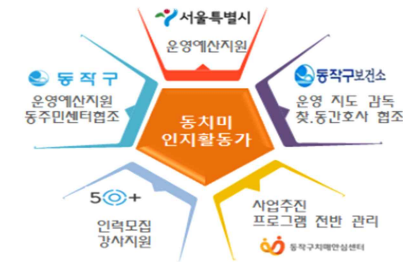 서울특별시
운영예산지원
동작구
운영예산지원
동주민센터협조
동작구보건소
운영 지도 감독
찾.동간호사 협조
동치미
인지활동가
50+
인력모집
강사지원
사업추진
프로그램 전반 관리
동작구치매안심센터